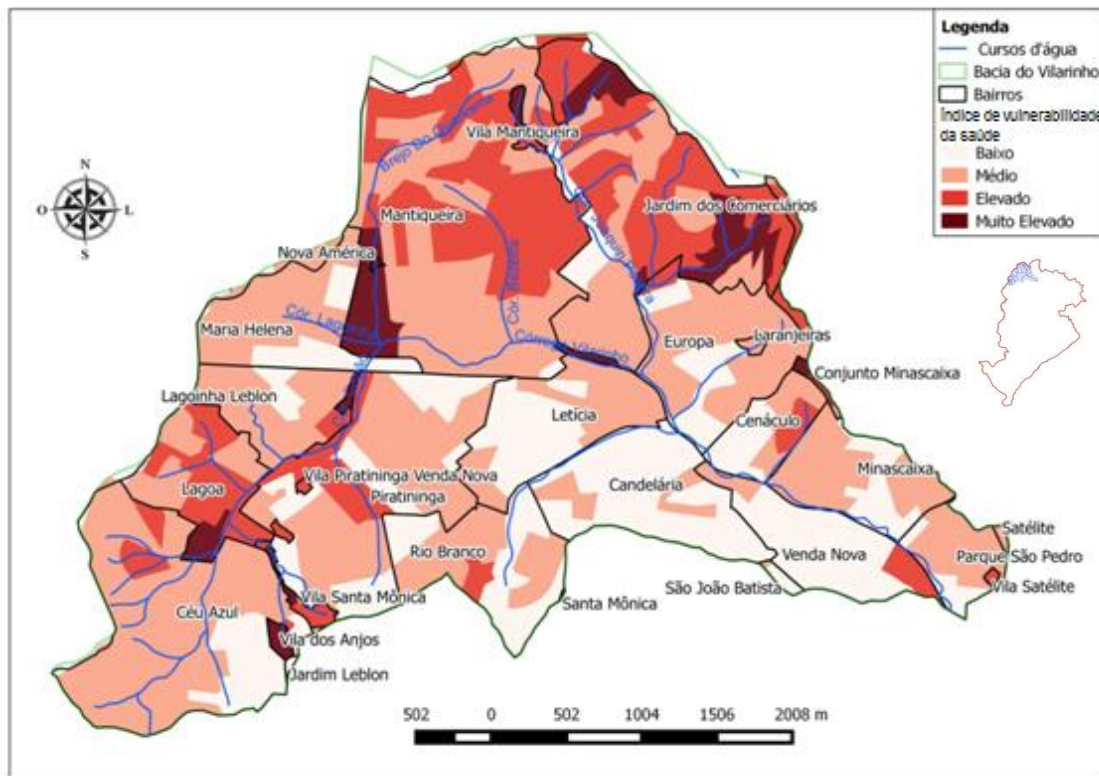 Legenda
Cursos d'água
Bacia do Vilarinho
Bairros
Índice de vulnerabilidade
da saúde
Baixo
Médio
Elevado
Muito Elevado
N
O
L
S
Vila Mantiqueira
Brejo Do
Mantiqueira
Jardim dos Comerciários
Nova América
Maria Helena
Córrego Vilarinho
Europa
Laranjeiras
Conjunto Minascaixa
Lagoinha Leblon
Letícia
Cenáculo
Minascaixa
Lagoa
Vila Piratininga Venda Nova
Piratininga
Candelária
Rio Branco
Venda Nova
Satélite
Parque São Pedro
Vila Satélite
São João Batista
Santa Mônica
Vila Santa Mônica
Céu Azul
Vila dos Anjos
Jardim Leblon
502 0 502 1004 1506 2008 m